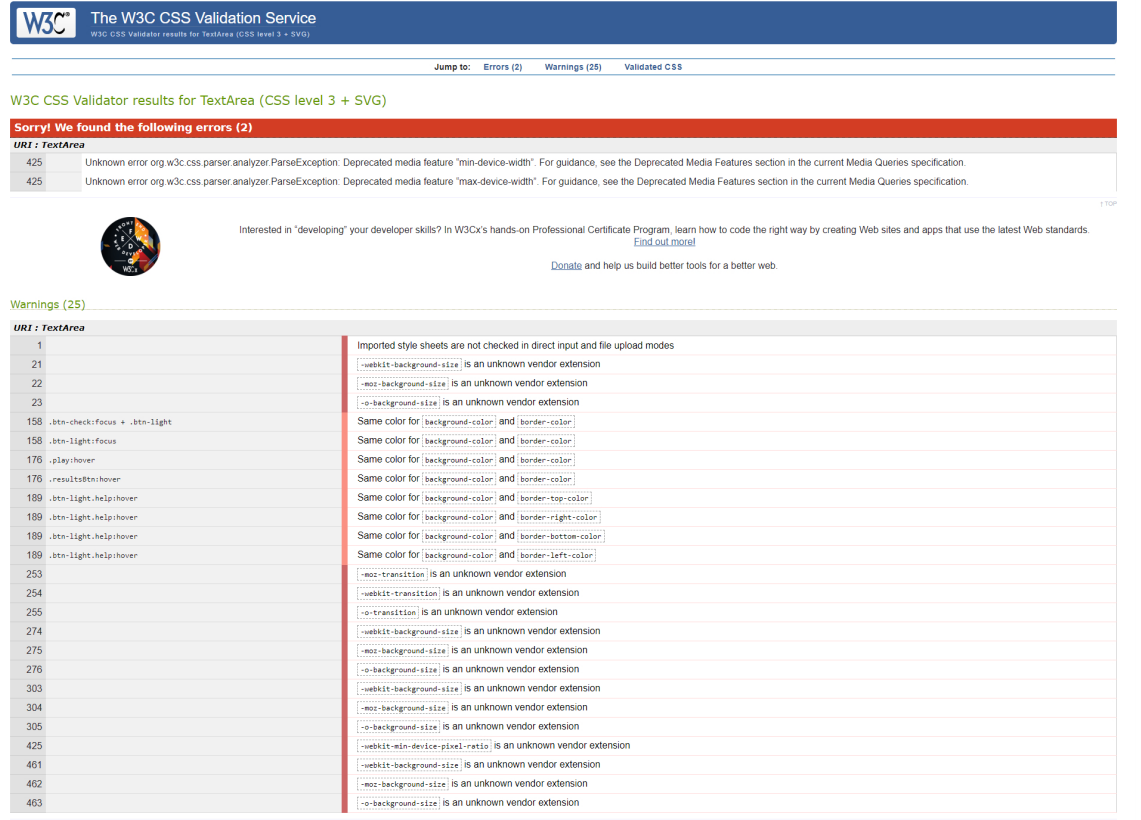 W3C®
The W3C CSS Validation Service
W3C CSS Validator results for TextArea (CSS level 3 + SVG)
Jump to: Errors (2) Warnings (25) Validated CSS
W3C CSS Validator results for TextArea (CSS level 3 + SVG)
Sorry! We found the following errors (2)
URI : TextArea
425 Unknown error org.w3c.css.parser.analyzer.ParseException: Deprecated media feature “min-device-width”. For guidance, see the Deprecated Media Features section in the current Media Queries specification.
425 Unknown error org.w3c.css.parser.analyzer.ParseException: Deprecated media feature “max-device-width”. For guidance, see the Deprecated Media Features section in the current Media Queries specification.
↑ TOP
Interested in “developing” your developer skills? In W3Cx's hands-on Professional Certificate Program, learn how to code the right way by creating Web sites and apps that use the latest Web standards.
Find out more!
Donate and help us build better tools for a better web.
W3Cx
Warnings (25)
URI : TextArea
1 Imported style sheets are not checked in direct input and file upload modes
21 -webkit-background-size is an unknown vendor extension
22 -moz-background-size is an unknown vendor extension
23 -o-background-size is an unknown vendor extension
158 .btn-check:focus + .btn-light Same color for background-color and border-color
158 .btn-light:focus Same color for background-color and border-color
176 .play:hover Same color for background-color and border-color
176 .resultsBtn:hover Same color for background-color and border-color
189 .btn-light.help:hover Same color for background-color and border-top-color
189 .btn-light.help:hover Same color for background-color and border-right-color
189 .btn-light.help:hover Same color for background-color and border-bottom-color
189 .btn-light.help:hover Same color for background-color and border-left-color
253 -moz-transition is an unknown vendor extension
254 -webkit-transition is an unknown vendor extension
255 -o-transition is an unknown vendor extension
274 -webkit-background-size is an unknown vendor extension
275 -moz-background-size is an unknown vendor extension
276 -o-background-size is an unknown vendor extension
303 -webkit-background-size is an unknown vendor extension
304 -moz-background-size is an unknown vendor extension
305 -o-background-size is an unknown vendor extension
425 -webkit-min-device-pixel-ratio is an unknown vendor extension
461 -webkit-background-size is an unknown vendor extension
462 -moz-background-size is an unknown vendor extension
463 -o-background-size is an unknown vendor extension